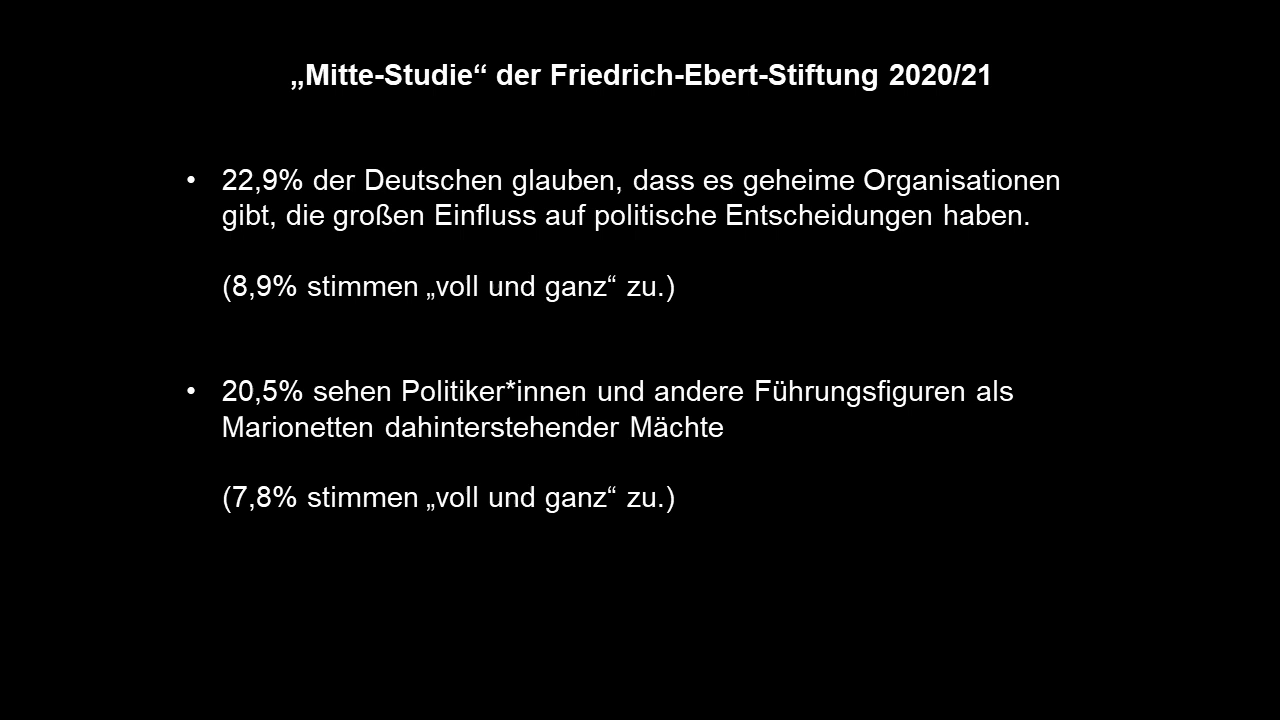 „Mitte-Studie“ der Friedrich-Ebert-Stiftung 2020/21
• 22,9% der Deutschen glauben, dass es geheime Organisationen
gibt, die großen Einfluss auf politische Entscheidungen haben.
(8,9% stimmen „voll und ganz“ zu.)
• 20,5% sehen Politiker*innen und andere Führungsfiguren als
Marionetten dahinterstehender Mächte
(7,8% stimmen „voll und ganz“ zu.)